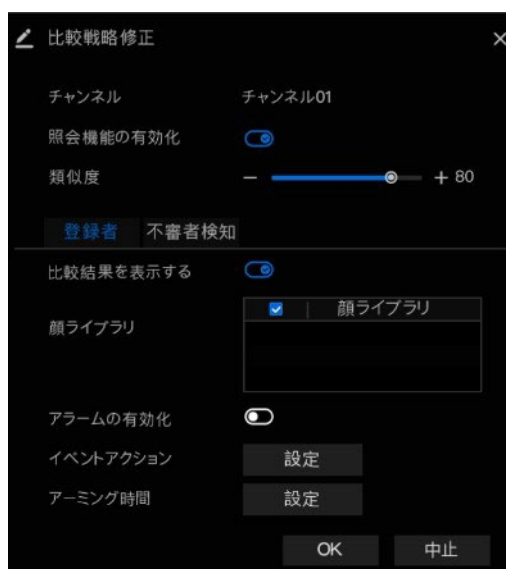 比較戦略修正
チャンネル チャンネル01
照会機能の有効化
類似度 80
登録者 不審者検知
比較結果を表示する
顔ライブラリ
顔ライブラリ
アラームの有効化
イベントアクション 設定
アーミング時間 設定
OK 中止